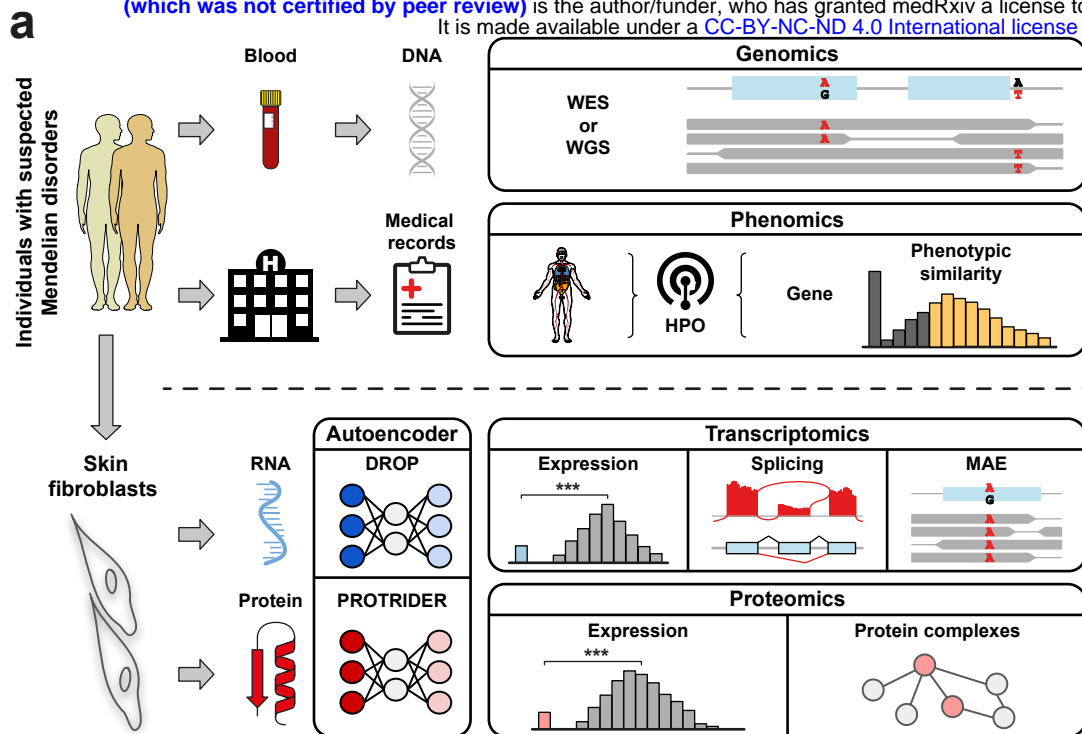 (which was not certified by peer review) is the author/funder, who has granted medRxiv a license to
It is made available under a CC-BY-NC-ND 4.0 International license
a
Individuals with suspected
Mendelian disorders
Blood
DNA
Genomics
WES
or
WGS
A
G
A
T
A
A
T
T
H
Medical
records
Phenomics
HPO
Gene
Phenotypic
similarity
Skin
fibroblasts
RNA
Autoencoder
DROP
Transcriptomics
Expression
***
Splicing
MAE
A
G
A
A
A
A
Protein
PROTRIDER
Proteomics
Expression
***
Protein complexes